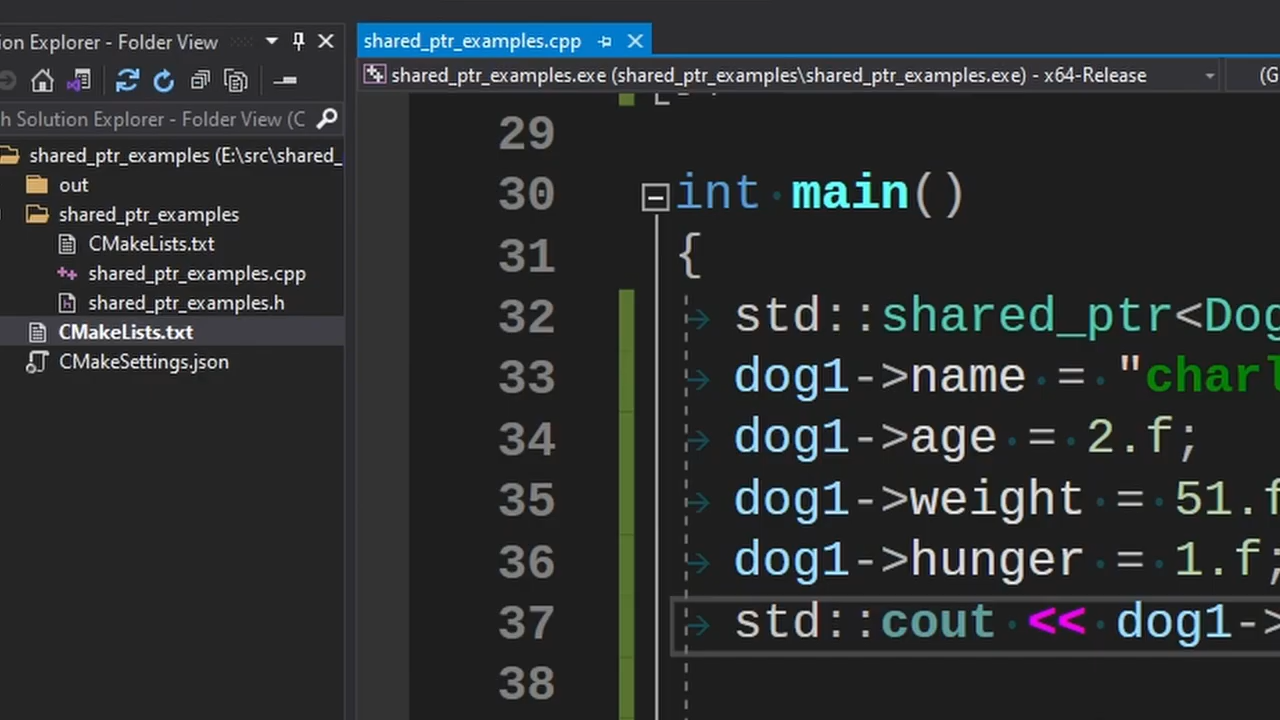 ion Explorer - Folder View
h Solution Explorer - Folder View (C
shared_ptr_examples (E:\src\shared_
out
shared_ptr_examples
CMakeLists.txt
shared_ptr_examples.cpp
shared_ptr_examples.h
CMakeLists.txt
CMakeSettings.json
shared_ptr_examples.cpp
shared_ptr_examples.exe (shared_ptr_examples\shared_ptr_examples.exe) - x64-Release
(G
29
30 int main()
31 {
32 std::shared_ptr<Dog
33 dog1->name = "charl
34 dog1->age = 2.f;
35 dog1->weight = 51.f
36 dog1->hunger = 1.f;
37 std::cout << dog1->
38